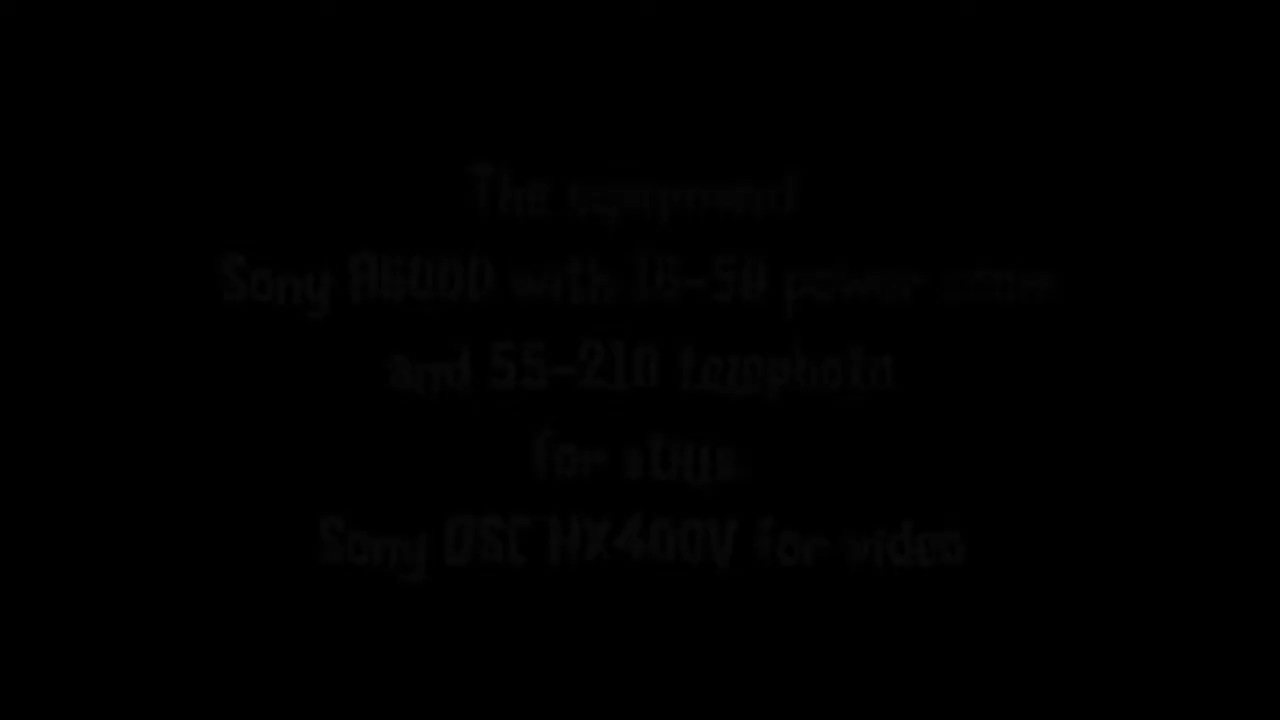 The equipment
Sony A6000 with 16-50 power zoom
and 55-210 telephoto
for stills
Sony DSC HX400V for video